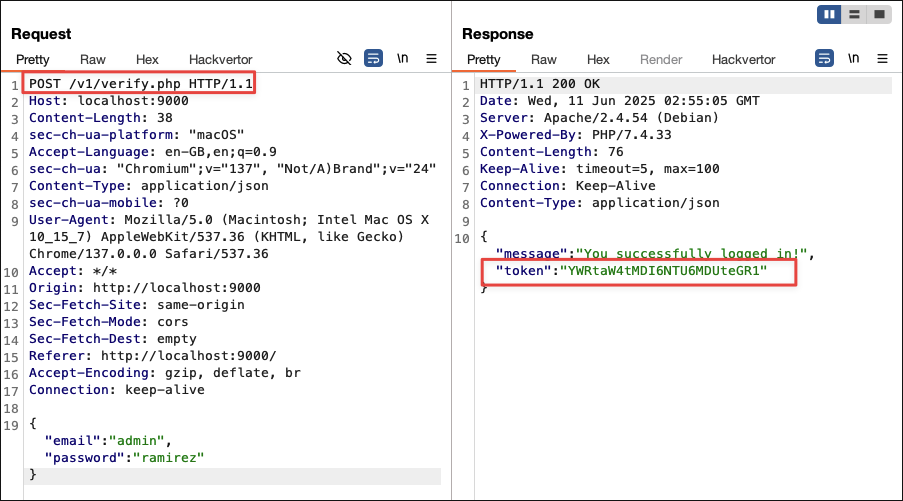 Request
Pretty Raw Hex Hackvertor \n
1 POST /v1/verify.php HTTP/1.1
2 Host: localhost:9000
3 Content-Length: 38
4 sec-ch-ua-platform: "macOS"
5 Accept-Language: en-GB,en;q=0.9
6 sec-ch-ua: "Chromium";v="137", "Not/A)Brand";v="24"
7 Content-Type: application/json
8 sec-ch-ua-mobile: ?0
9 User-Agent: Mozilla/5.0 (Macintosh; Intel Mac OS X
10_15_7) AppleWebKit/537.36 (KHTML, like Gecko)
Chrome/137.0.0.0 Safari/537.36
10 Accept: */*
11 Origin: http://localhost:9000
12 Sec-Fetch-Site: same-origin
13 Sec-Fetch-Mode: cors
14 Sec-Fetch-Dest: empty
15 Referer: http://localhost:9000/
16 Accept-Encoding: gzip, deflate, br
17 Connection: keep-alive
18
19 {
"email":"admin",
"password":"ramirez"
}
Response
Pretty Raw Hex Render Hackvertor \n
1 HTTP/1.1 200 OK
2 Date: Wed, 11 Jun 2025 02:55:05 GMT
3 Server: Apache/2.4.54 (Debian)
4 X-Powered-By: PHP/7.4.33
5 Content-Length: 76
6 Keep-Alive: timeout=5, max=100
7 Connection: Keep-Alive
8 Content-Type: application/json
9
10 {
"message":"You successfully logged in!",
"token":"YWRtaW4tMDI6NTU6MDUteGR1"
}